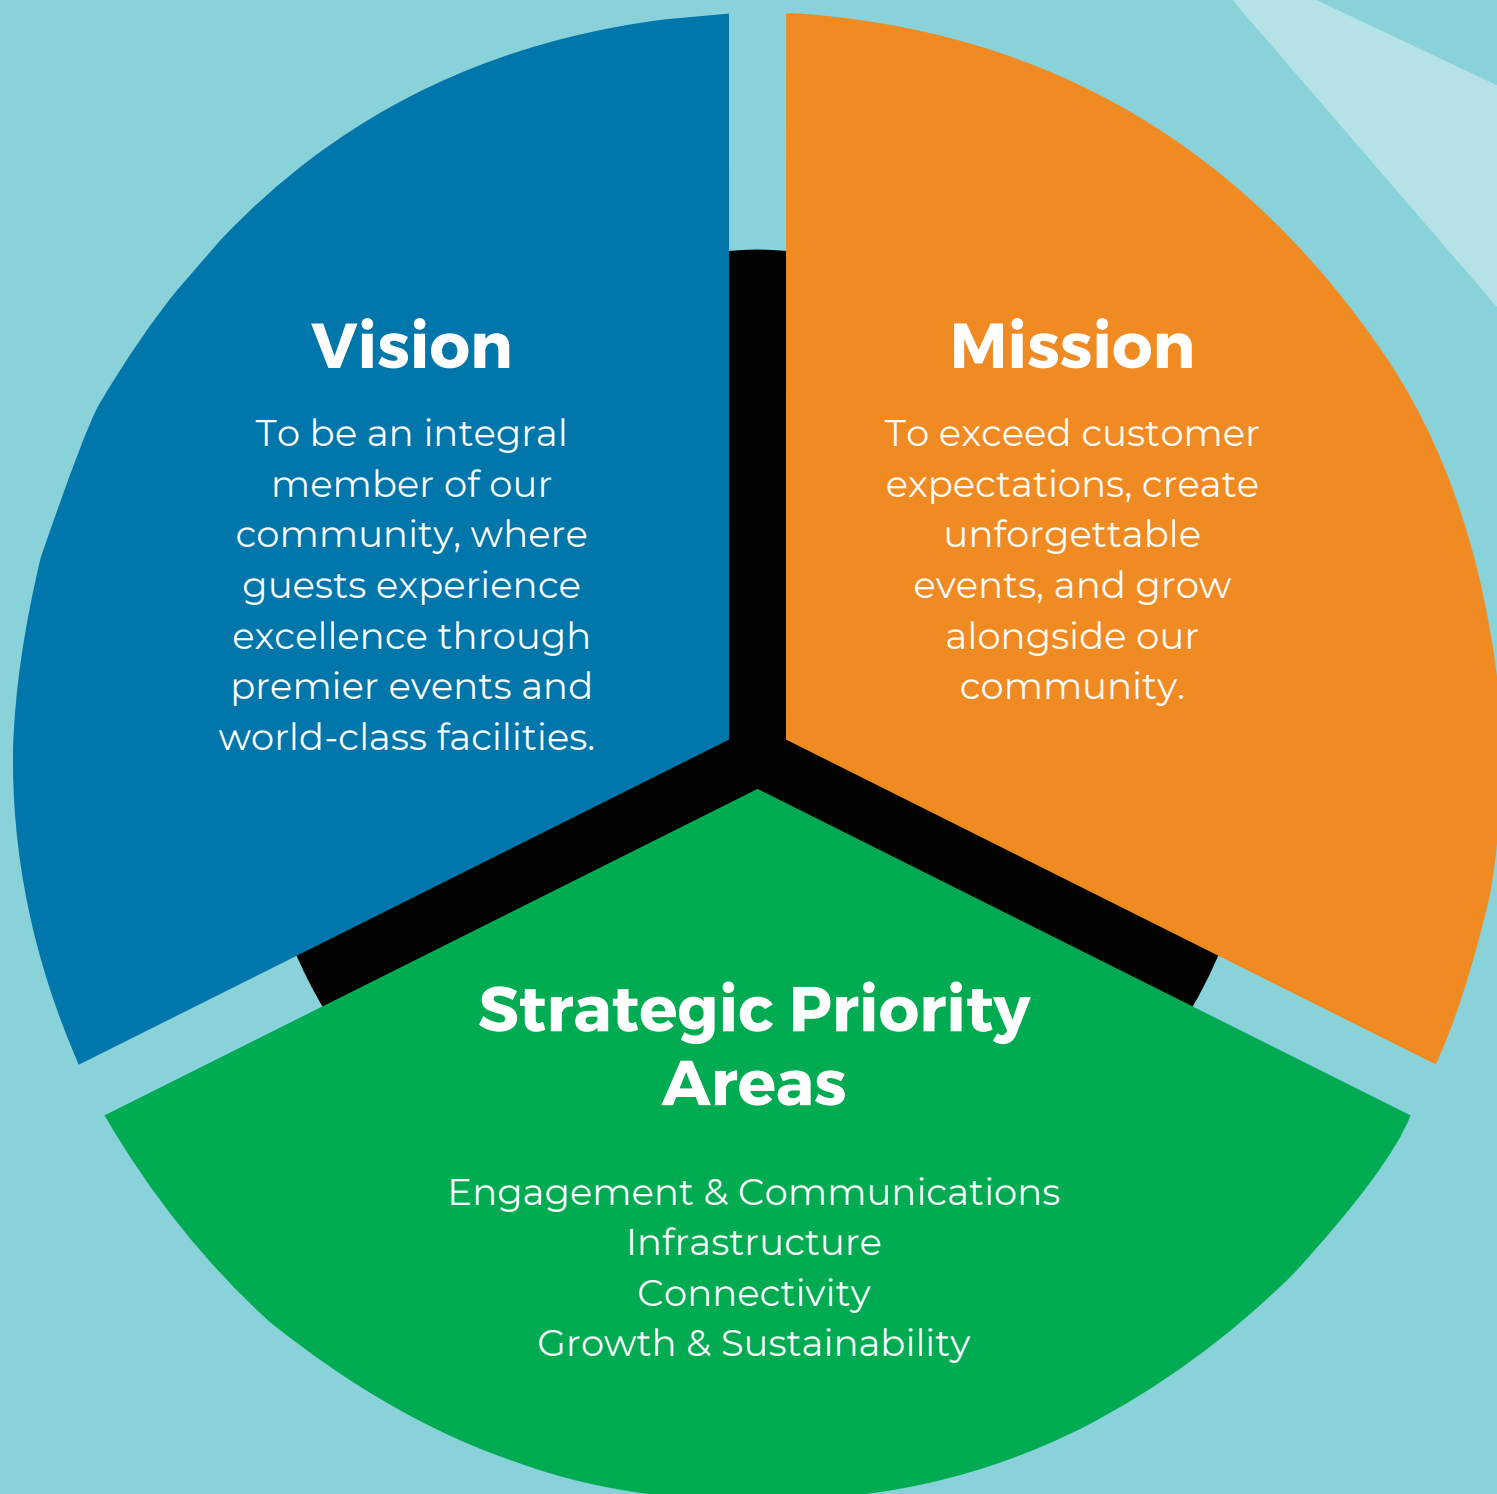 Vision
To be an integral
member of our
community, where
guests experience
excellence through
premier events and
world-class facilities.
Mission
To exceed customer
expectations, create
unforgettable
events, and grow
alongside our
community.
Strategic Priority
Areas
Engagement & Communications
Infrastructure
Connectivity
Growth & Sustainability